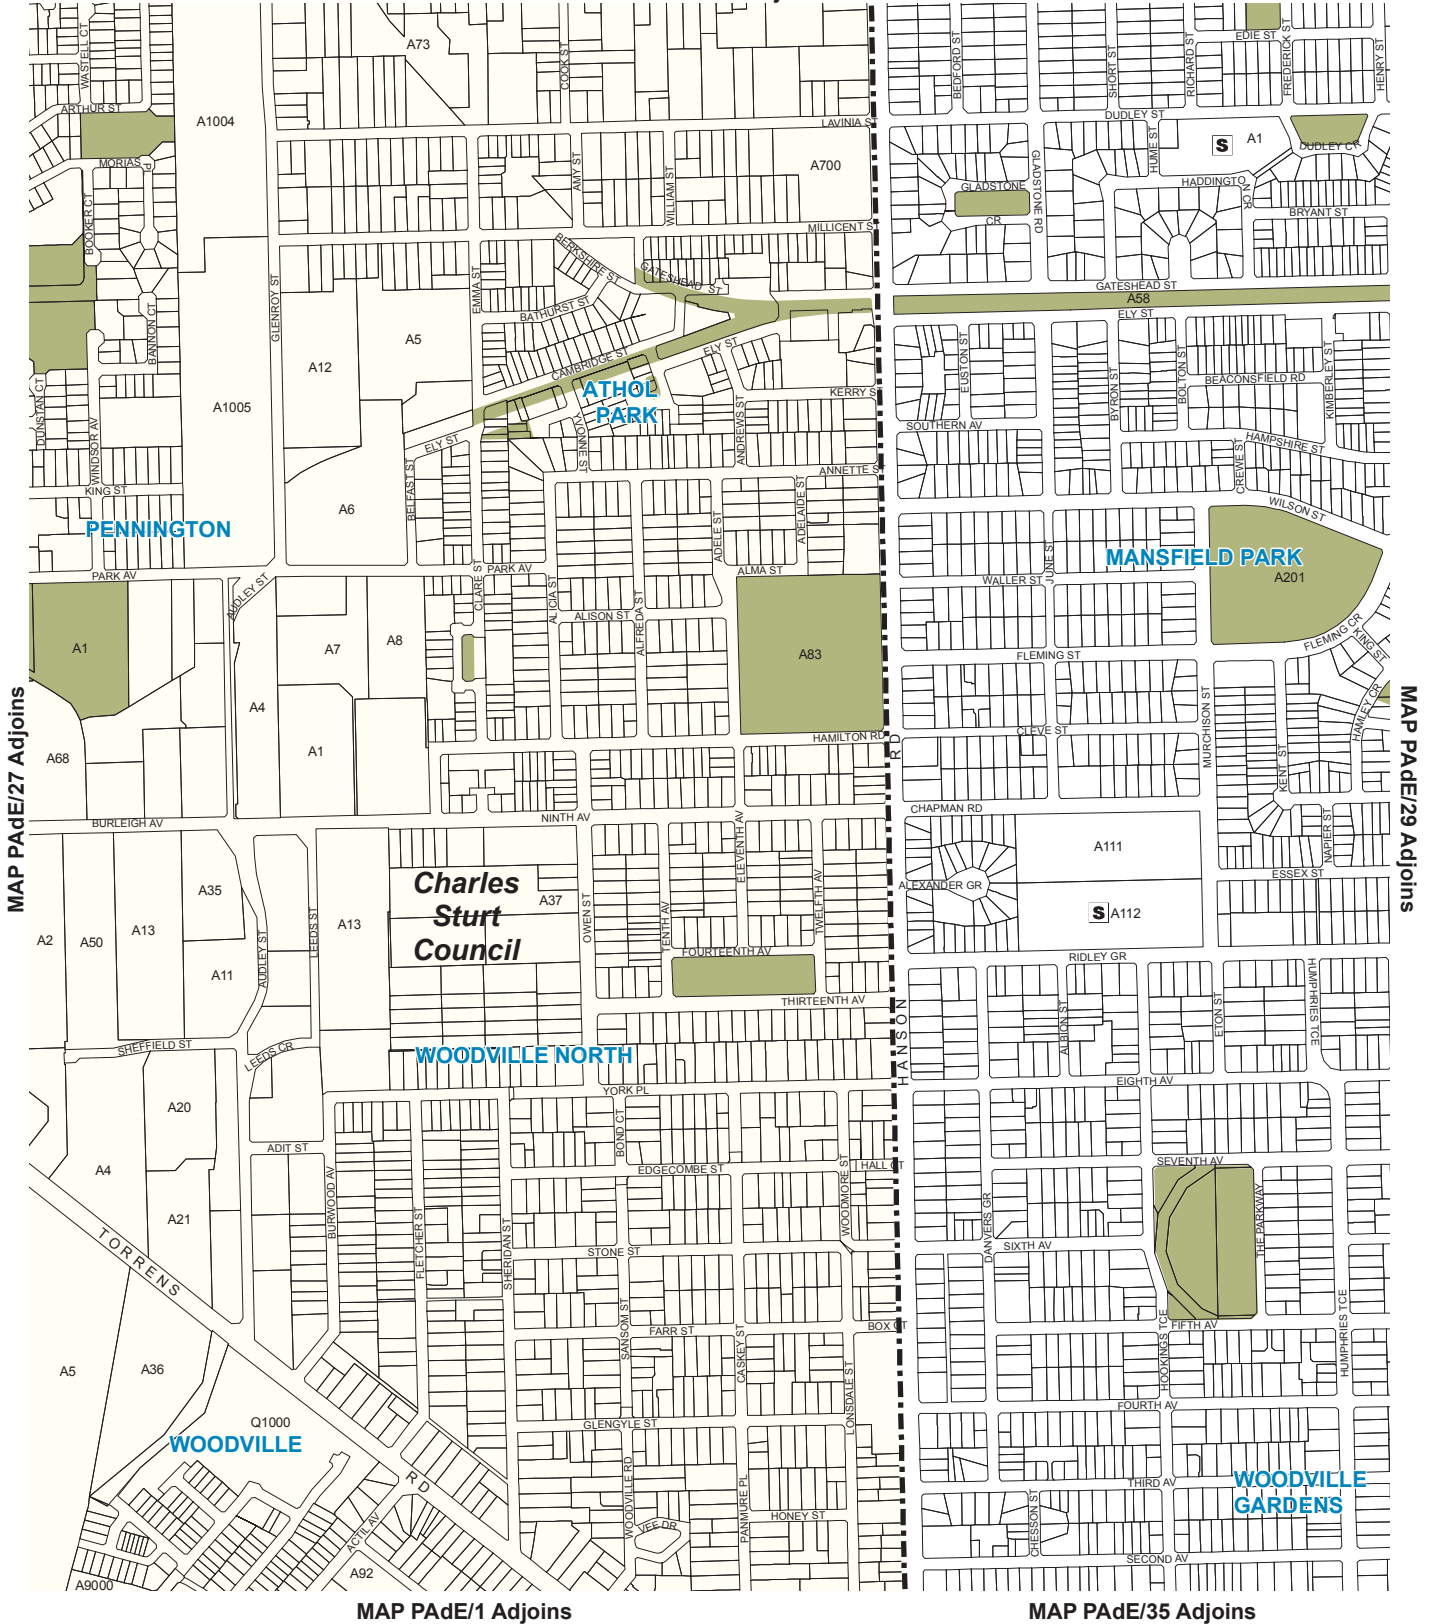 WASTELL CT
A73
COOK ST
BEDFORD ST
SHORT ST
RICHARD ST
EDIE ST
FREDERICK ST
HENRY ST
ARTHUR ST
A1004
LAVINIA ST
DUDLEY ST
HUME ST
S
A1
DUDLEY CR
MORIAS PL
AMY ST
WILLIAM ST
A700
GLADSTONE
CR
GLADSTONE RD
HADDINGTON CR
BRYANT ST
BOOKER CT
MILLICENT S
BERKSHIRE ST
GATESHEAD ST
GATESHEAD ST
A58
ELY ST
GLENROY ST
EMMA ST
BATHURST ST
BANNON CT
A12
A5
CAMBRIDGE ST
ELY ST
EUSTON ST
BYRON ST
BOLTON ST
BEACONSFIELD RD
KIMBERLEY ST
DUNSTAN CT
WINDSOR AV
A1005
ATHOL
PARK
KERRY ST
ANDREWS ST
YVONNE ST
SOUTHERN AV
HAMPSHIRE ST
CREWE ST
ELY ST
BELFAST ST
KING ST
ANNETTE ST
A6
ADELE ST
ADELAIDE ST
WILSON ST
PENNINGTON
MANSFIELD PARK
A201
PARK AV
AUDLEY ST
CLARE ST
PARK AV
ALICIA ST
ALMA ST
WALLER ST
JUNE ST
ALISON ST
ALFREDA ST
A1
A7
A8
A83
FLEMING ST
FLEMING CR
KING ST
A4
A1
A68
HAMILTON RD
RD
CLEVE ST
MURCHISON ST
HAMLEY CR
KENT ST
MAP PAdE/27 Adjoins
MAP PAdE/29 Adjoins
BURLEIGH AV
NINTH AV
CHAPMAN RD
NAPIER ST
A111
ESSEX ST
ELEVENTH AV
Charles
Sturt
Council
A37
A35
ALEXANDER GR
A2
A50
A13
A13
LEEDS ST
OWEN ST
TENTH AV
TWELFTH AV
S
A112
A11
AUDLEY ST
FOURTEENTH AV
RIDLEY GR
HUMPHRIES TCE
THIRTEENTH AV
HANSON
ALBION ST
ETON ST
SHEFFIELD ST
LEEDS CR
WOODVILLE NORTH
YORK PL
EIGHTH AV
A20
BOND CT
ADIT ST
A4
EDGECOMBE ST
HALL CT
WOODMORE ST
SEVENTH AV
A21
BURWOOD AV
FLETCHER ST
SHERIDAN ST
DANVERS GR
THE PARKWAY
TORRENS
STONE ST
SIXTH AV
SANSOM ST
FARR ST
BOX CT
CASKEY ST
HOOKINGS TCE
FIFTH AV
HUMPHRIES TCE
A5
A36
LONSDALE ST
FOURTH AV
Q1000
GLENGYLE ST
WOODVILLE
RD
WOODVILLE RD
PANMURE PL
THIRD AV
WOODVILLE
GARDENS
CHESSON ST
HONEY ST
VEE DR
ACTIL AV
SECOND AV
A92
A9000
MAP PAdE/1 Adjoins
MAP PAdE/35 Adjoins